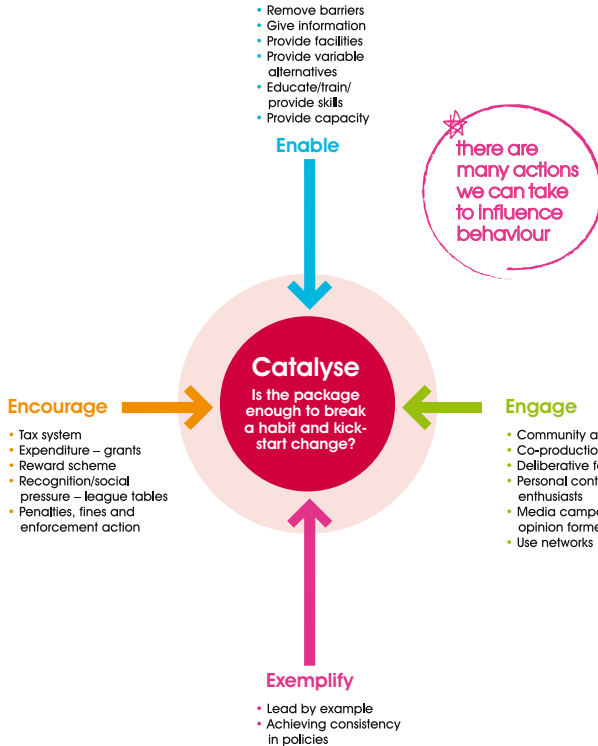 • Remove barriers
• Give information
• Provide facilities
• Provide variable
alternatives
• Educate/train/
provide skills
• Provide capacity
Enable
there are
many actions
we can take
to influence
behaviour
Catalyse
Is the package
enough to break
a habit and kick-
start change?
Encourage
• Tax system
• Expenditure – grants
• Reward scheme
• Recognition/social
pressure – league tables
• Penalties, fines and
enforcement action
Engage
• Community
• Co-production
• Deliberative
• Personal
enthusiasts
• Media
opinion
• Use networks
Exemplify
• Lead by example
• Achieving consistency
in policies